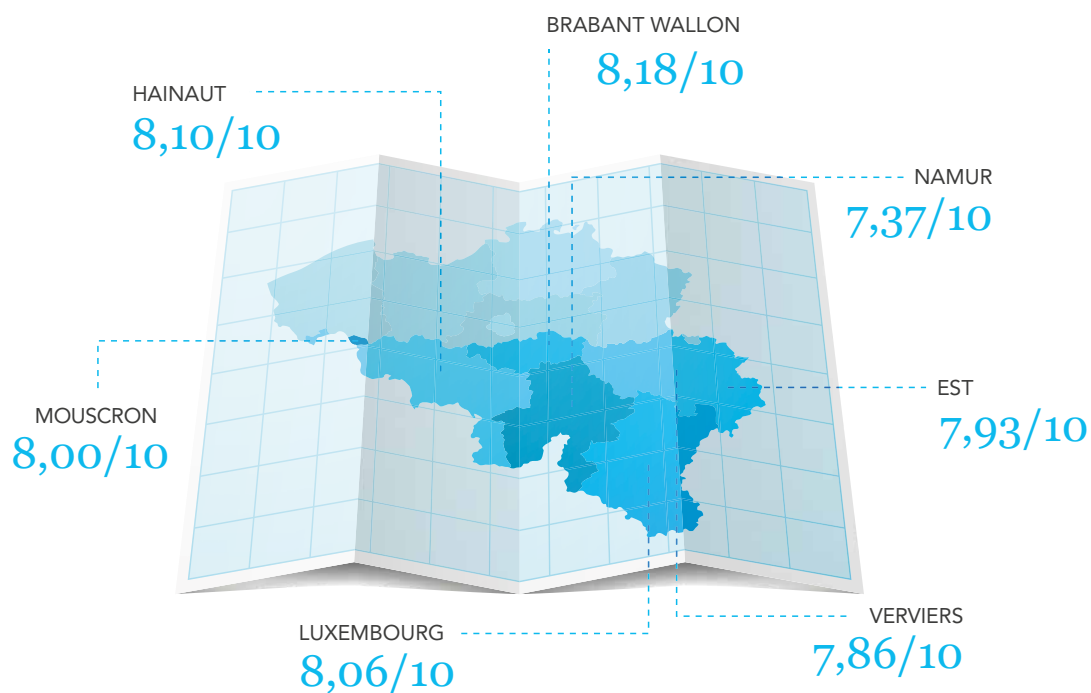 BRABANT WALLON
8,18/10
HAINAUT
8,10/10
NAMUR
7,37/10
EST
7,93/10
MOUSCRON
8,00/10
VERVIERS
7,86/10
LUXEMBOURG
8,06/10